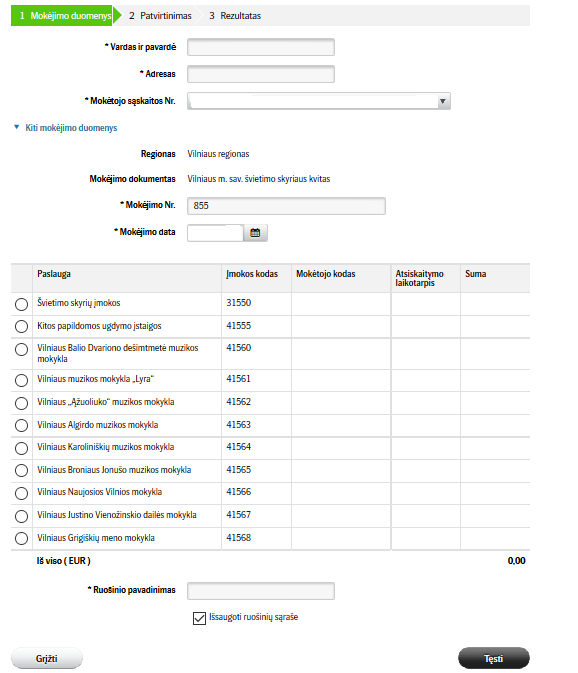 1 Mokėjimo duomenys 2 Patvirtinimas 3 Rezultatas
* Vardas ir pavardė
* Adresas
* Mokėtojo sąskaitos Nr.
Kiti mokėjimo duomenys
Regionas Vilniaus regionas
Mokėjimo dokumentas Vilniaus m. sav. švietimo skyriaus kvitas
* Mokėjimo Nr. 855
* Mokėjimo data
Paslauga Įmokos kodas Mokėtojo kodas Atsiskaitymo laikotarpis Suma
Švietimo skyrių įmokos 31550
Kitos papildomos ugdymo įstaigos 41555
Vilniaus Balio Dvariono dešimtmetė muzikos 41560
mokykla
Vilniaus muzikos mokykla „Lyra“ 41561
Vilniaus „Ąžuoliuko“ muzikos mokykla 41562
Vilniaus Algirdo muzikos mokykla 41563
Vilniaus Karoliniškių muzikos mokykla 41564
Vilniaus Broniaus Jonušo muzikos mokykla 41565
Vilniaus Naujosios Vilnios mokykla 41566
Vilniaus Justino Vienožinskio dailės mokykla 41567
Vilniaus Grigiškių meno mokykla 41568
Iš viso ( EUR ) 0,00
* Ruošinio pavadinimas
Išsaugoti ruošinių sąraše
Grįžti Tęsti